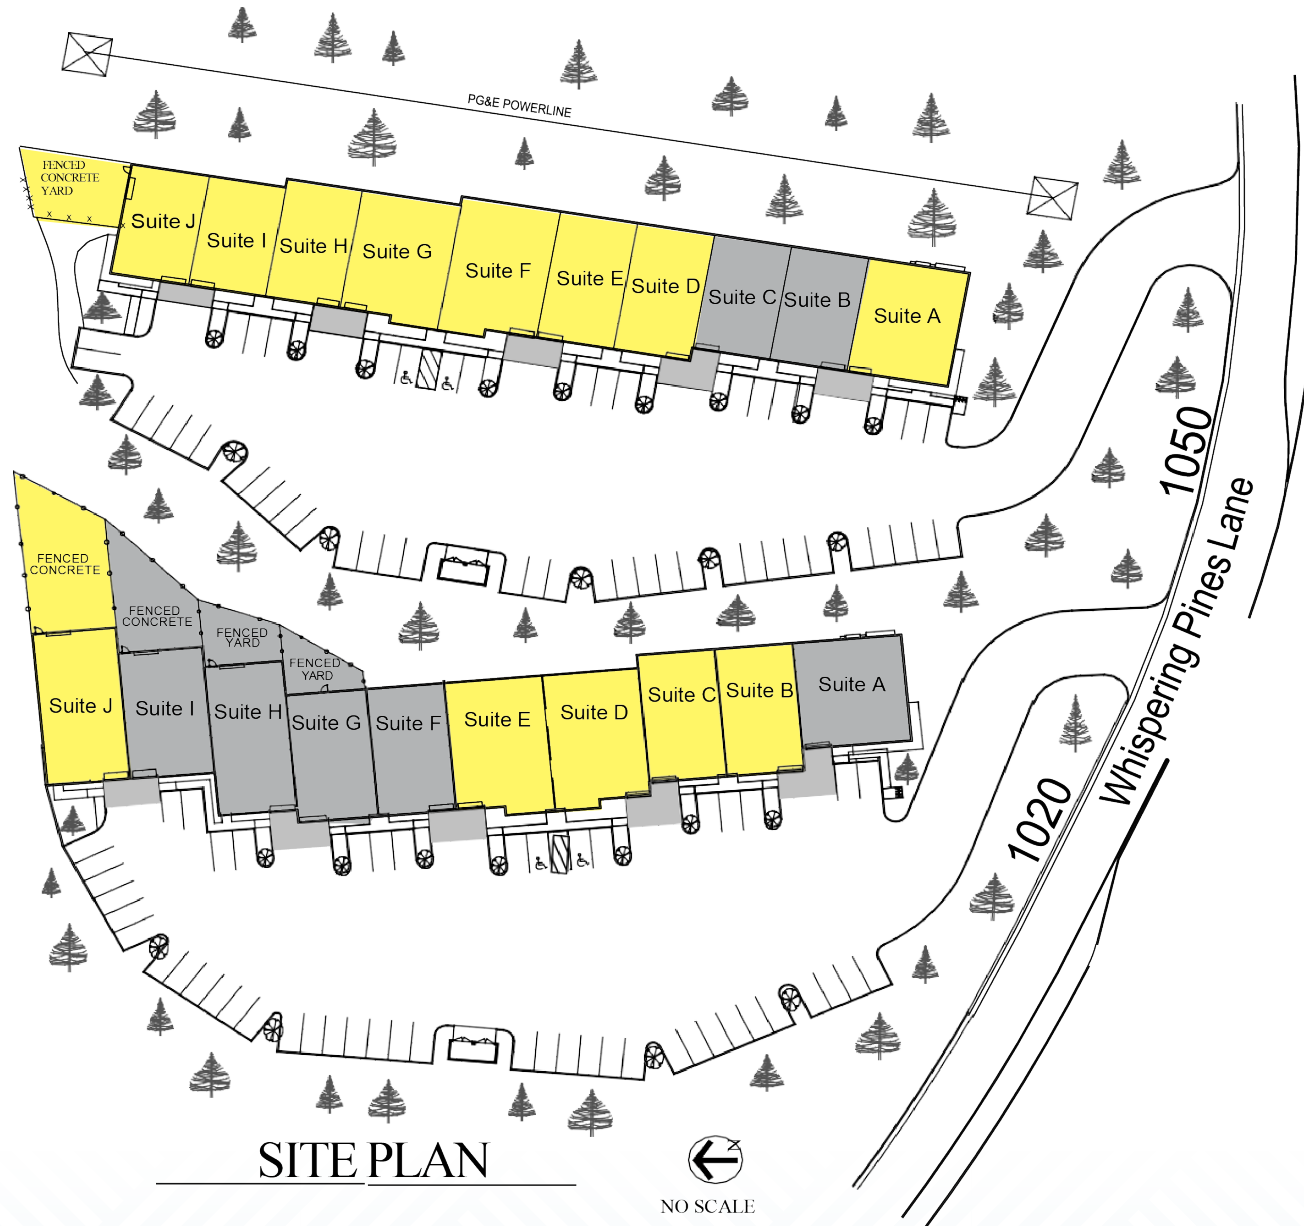 PG&E POWERLINE
FENCED
CONCRETE
YARD
Suite J
Suite I
Suite H
Suite G
Suite F
Suite E
Suite D
Suite C
Suite B
Suite A
1050
Whispering Pines Lane
FENCED
CONCRETE
FENCED
CONCRETE
FENCED
YARD
FENCED
YARD
Suite J
Suite I
Suite H
Suite G
Suite F
Suite E
Suite D
Suite C
Suite B
Suite A
1020
SITE PLAN
N
NO SCALE